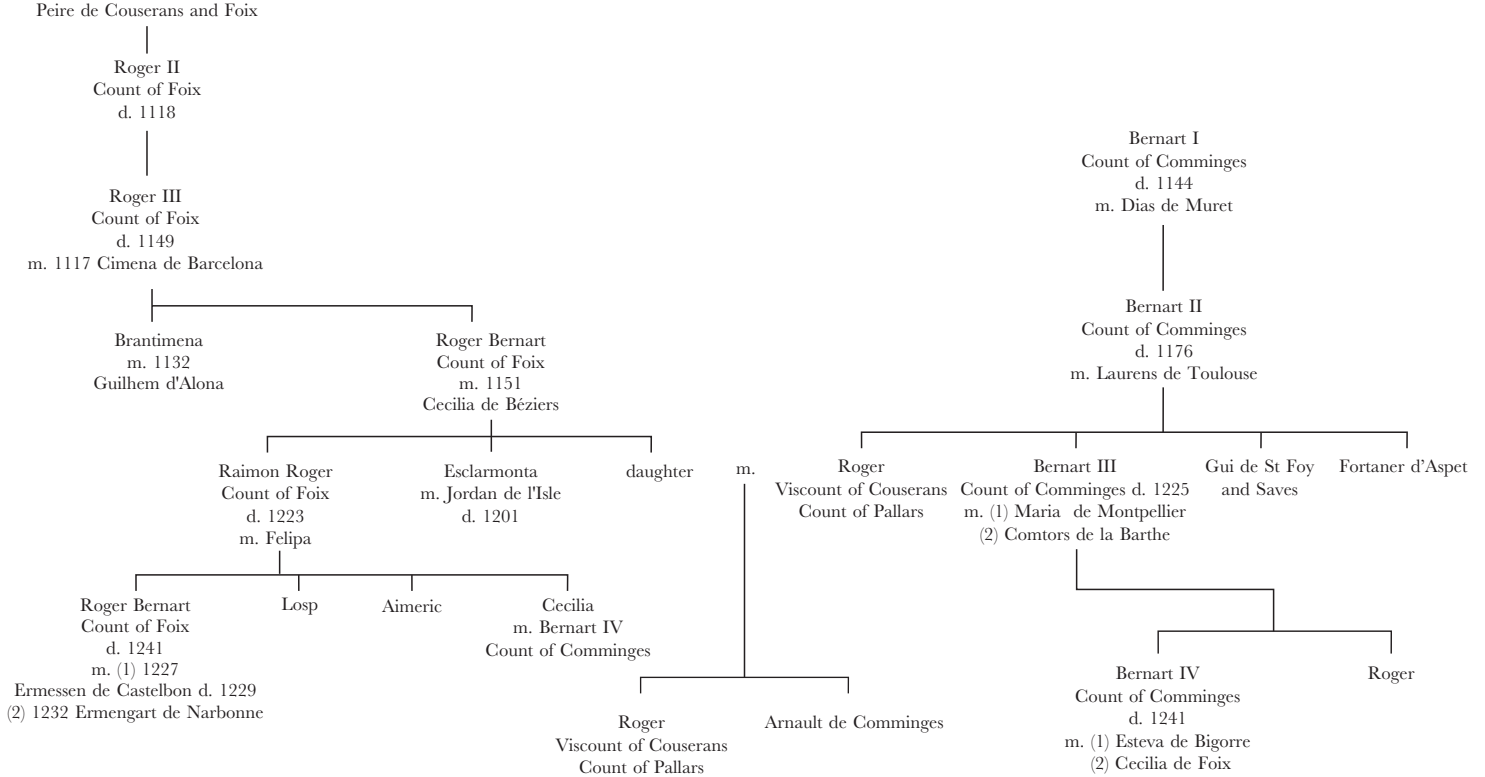 Peire de Couserans and Foix
Roger II
Count of Foix
d. 1118
Roger III
Count of Foix
d. 1149
m. 1117 Cimena de Barcelona
Brantimena
m. 1132
Guilhem d'Alona
Roger Bernart
Count of Foix
m. 1151
Cecilia de Béziers
Raimon Roger
Count of Foix
d. 1223
m. Felipa
Esclarmonta
m. Jordan de l'Isle
d. 1201
daughter
m.
Roger Bernart
Count of Foix
d. 1241
m. (1) 1227
Ermessen de Castelbon d. 1229
(2) 1232 Ermengart de Narbonne
Losp
Aimeric
Cecilia
m. Bernart IV
Count of Comminges
Roger
Viscount of Couserans
Count of Pallars
Arnault de Comminges
Bernart I
Count of Comminges
d. 1144
m. Dias de Muret
Bernart II
Count of Comminges
d. 1176
m. Laurens de Toulouse
Roger
Viscount of Couserans
Count of Pallars
Bernart III
Count of Comminges d. 1225
m. (1) Maria de Montpellier
(2) Comtors de la Barthe
Gui de St Foy
and Saves
Fortaner d’Aspet
Bernart IV
Count of Comminges
d. 1241
m. (1) Esteva de Bigorre
(2) Cecilia de Foix
Roger